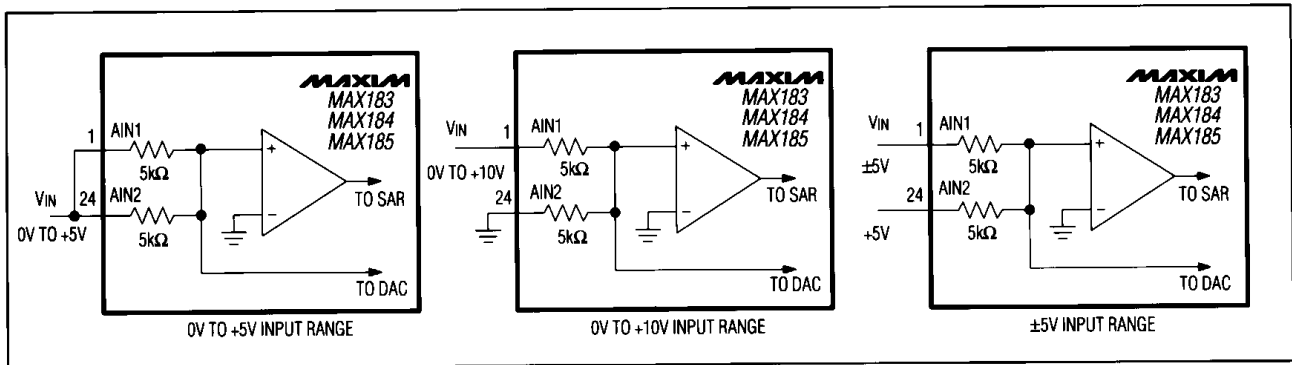 MAXIM
MAX183
MAX184
MAX185
1
AIN1
5kΩ
+
24
AIN2
VIN
0V TO +5V
5kΩ
−
TO SAR
TO DAC
0V TO +5V INPUT RANGE
MAXIM
MAX183
MAX184
MAX185
VIN
1
AIN1
0V TO +10V
5kΩ
+
24
AIN2
5kΩ
−
TO SAR
TO DAC
0V TO +10V INPUT RANGE
MAXIM
MAX183
MAX184
MAX185
VIN
1
AIN1
±5V
5kΩ
+
24
AIN2
+5V
5kΩ
−
TO SAR
TO DAC
±5V INPUT RANGE